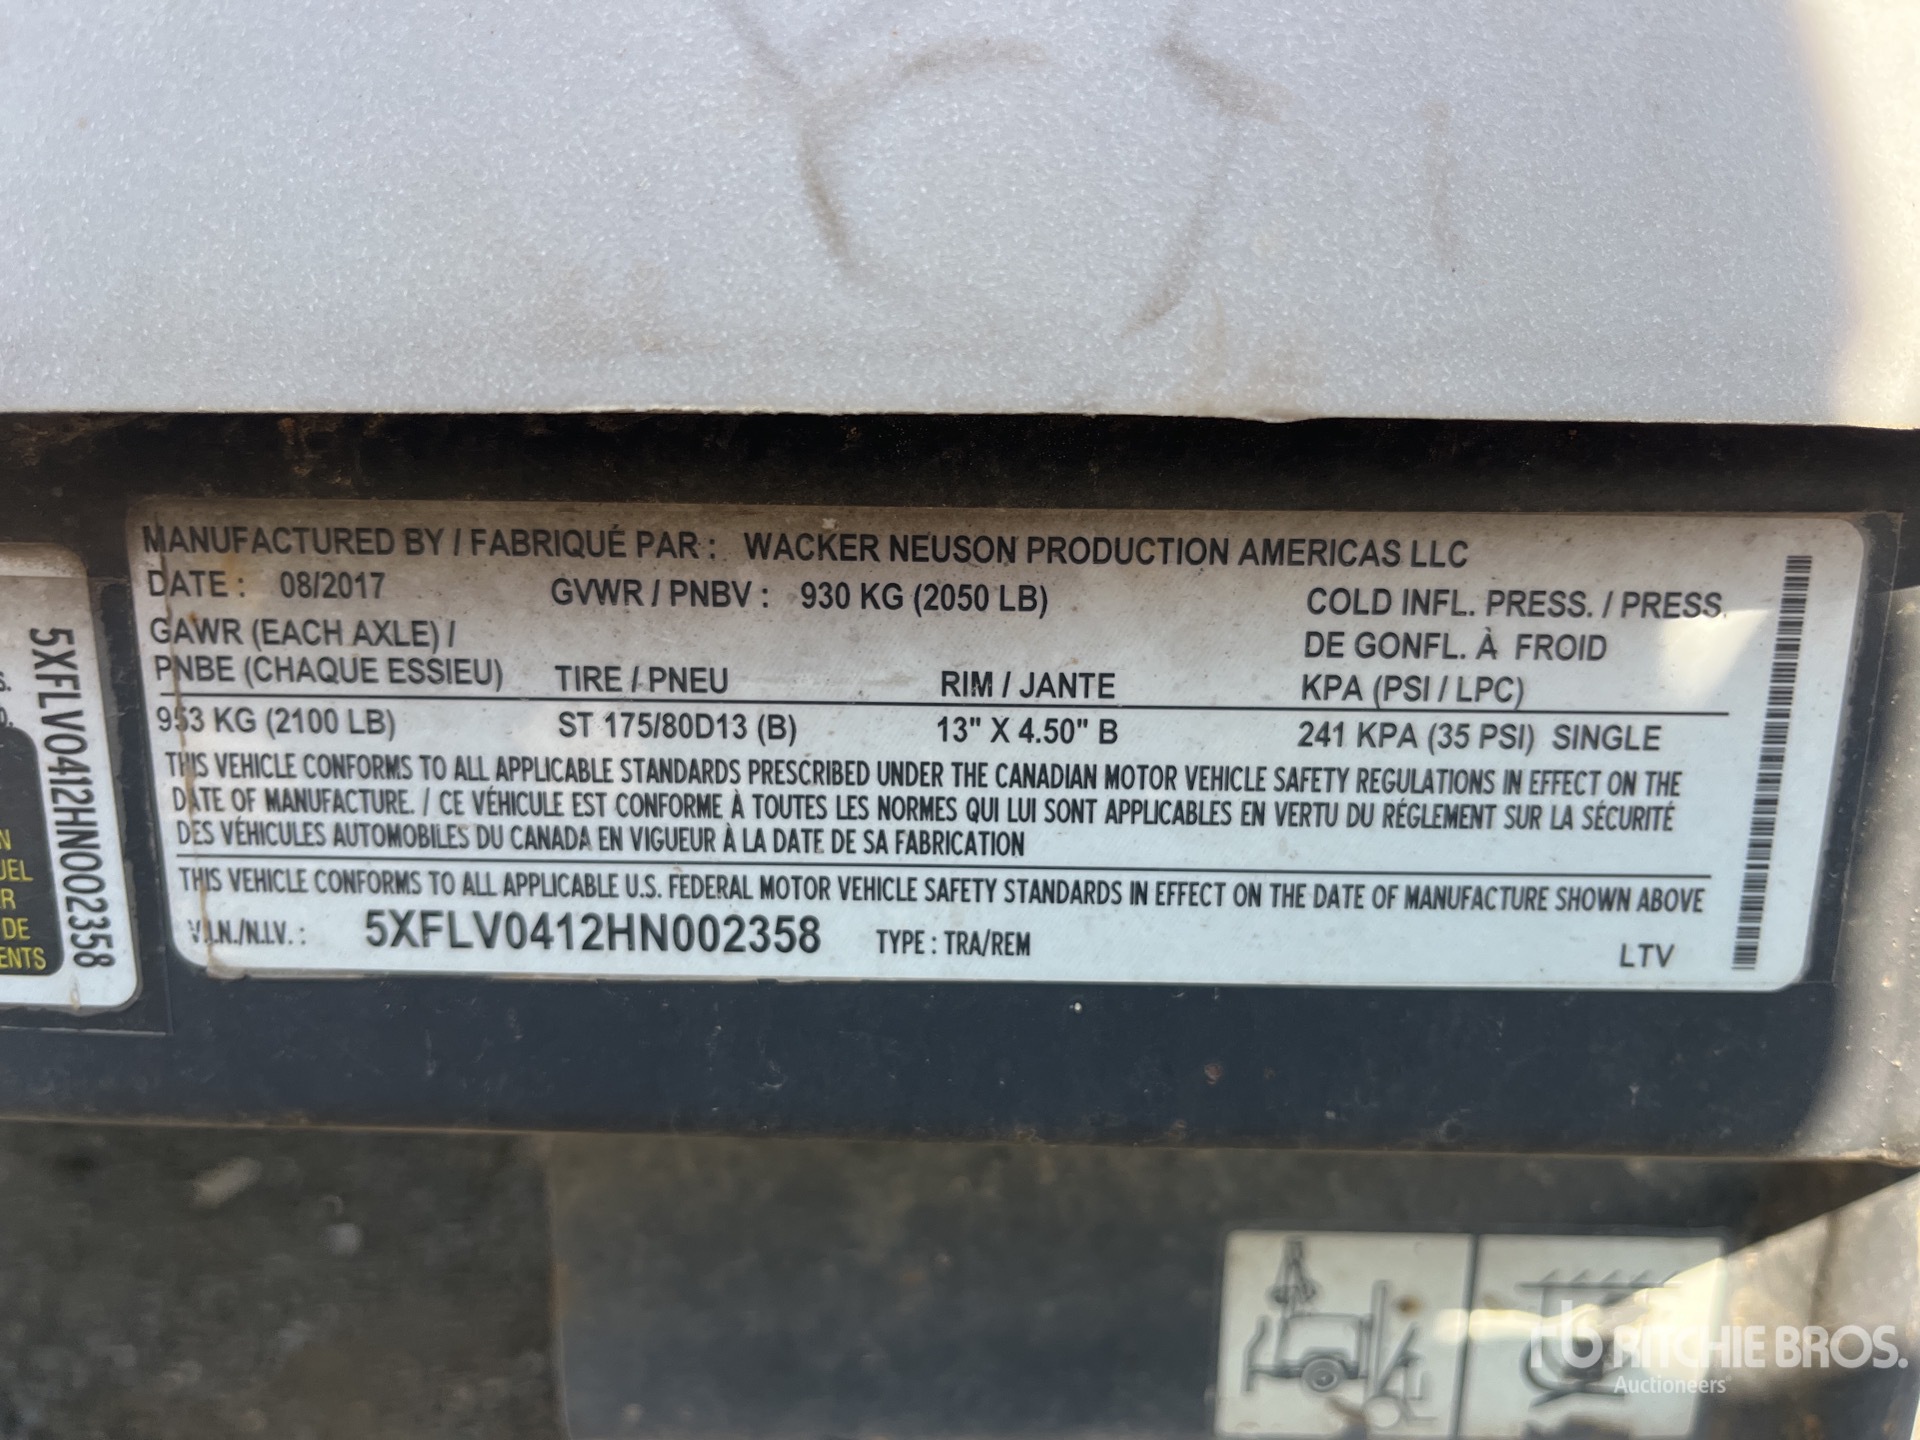 MANUFACTURED BY / FABRIQUÉ PAR : WACKER NEUSON PRODUCTION AMERICAS LLC
DATE : 08/2017 GVWR / PNBV : 930 KG (2050 LB) COLD INFL. PRESS. / PRESS.
DE GONFL. À FROID
GAWR (EACH AXLE) /
PNBE (CHAQUE ESSIEU) TIRE / PNEU RIM / JANTE KPA (PSI / LPC)
953 KG (2100 LB) ST 175/80D13 (B) 13" X 4.50" B 241 KPA (35 PSI) SINGLE
THIS VEHICLE CONFORMS TO ALL APPLICABLE STANDARDS PRESCRIBED UNDER THE CANADIAN MOTOR VEHICLE SAFETY REGULATIONS IN EFFECT ON THE
DATE OF MANUFACTURE. / CE VÉHICULE EST CONFORME À TOUTES LES NORMES QUI LUI SONT APPLICABLES EN VERTU DU RÉGLEMENT SUR LA SÉCURITÉ
DES VÉHICULES AUTOMOBILES DU CANADA EN VIGUEUR À LA DATE DE SA FABRICATION
THIS VEHICLE CONFORMS TO ALL APPLICABLE U.S. FEDERAL MOTOR VEHICLE SAFETY STANDARDS IN EFFECT ON THE DATE OF MANUFACTURE SHOWN ABOVE
V.I.N./N.I.V. : 5XFLV0412HN002358 TYPE : TRA/REM LTV
5XFLV0412HN002358
DE
RITCHIE BROS.
Auctioneers